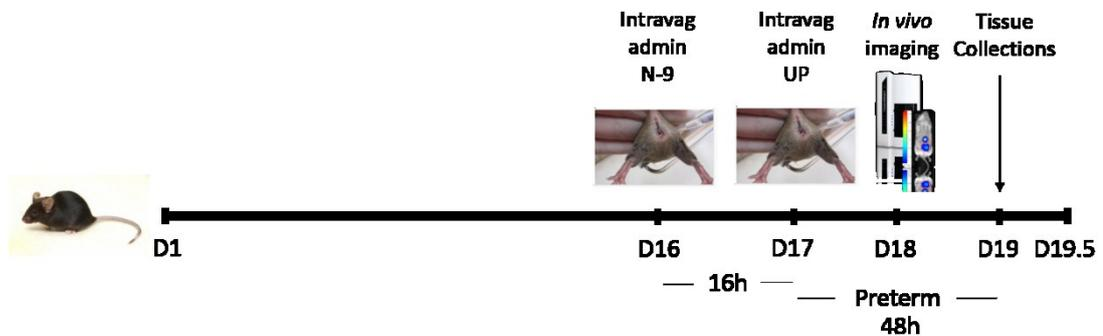 Intravag
admin
N-9
Intravag
admin
UP
In vivo
imaging
Tissue
Collections
D1
D16
D17
D18
D19
D19.5
16h
Preterm
48h